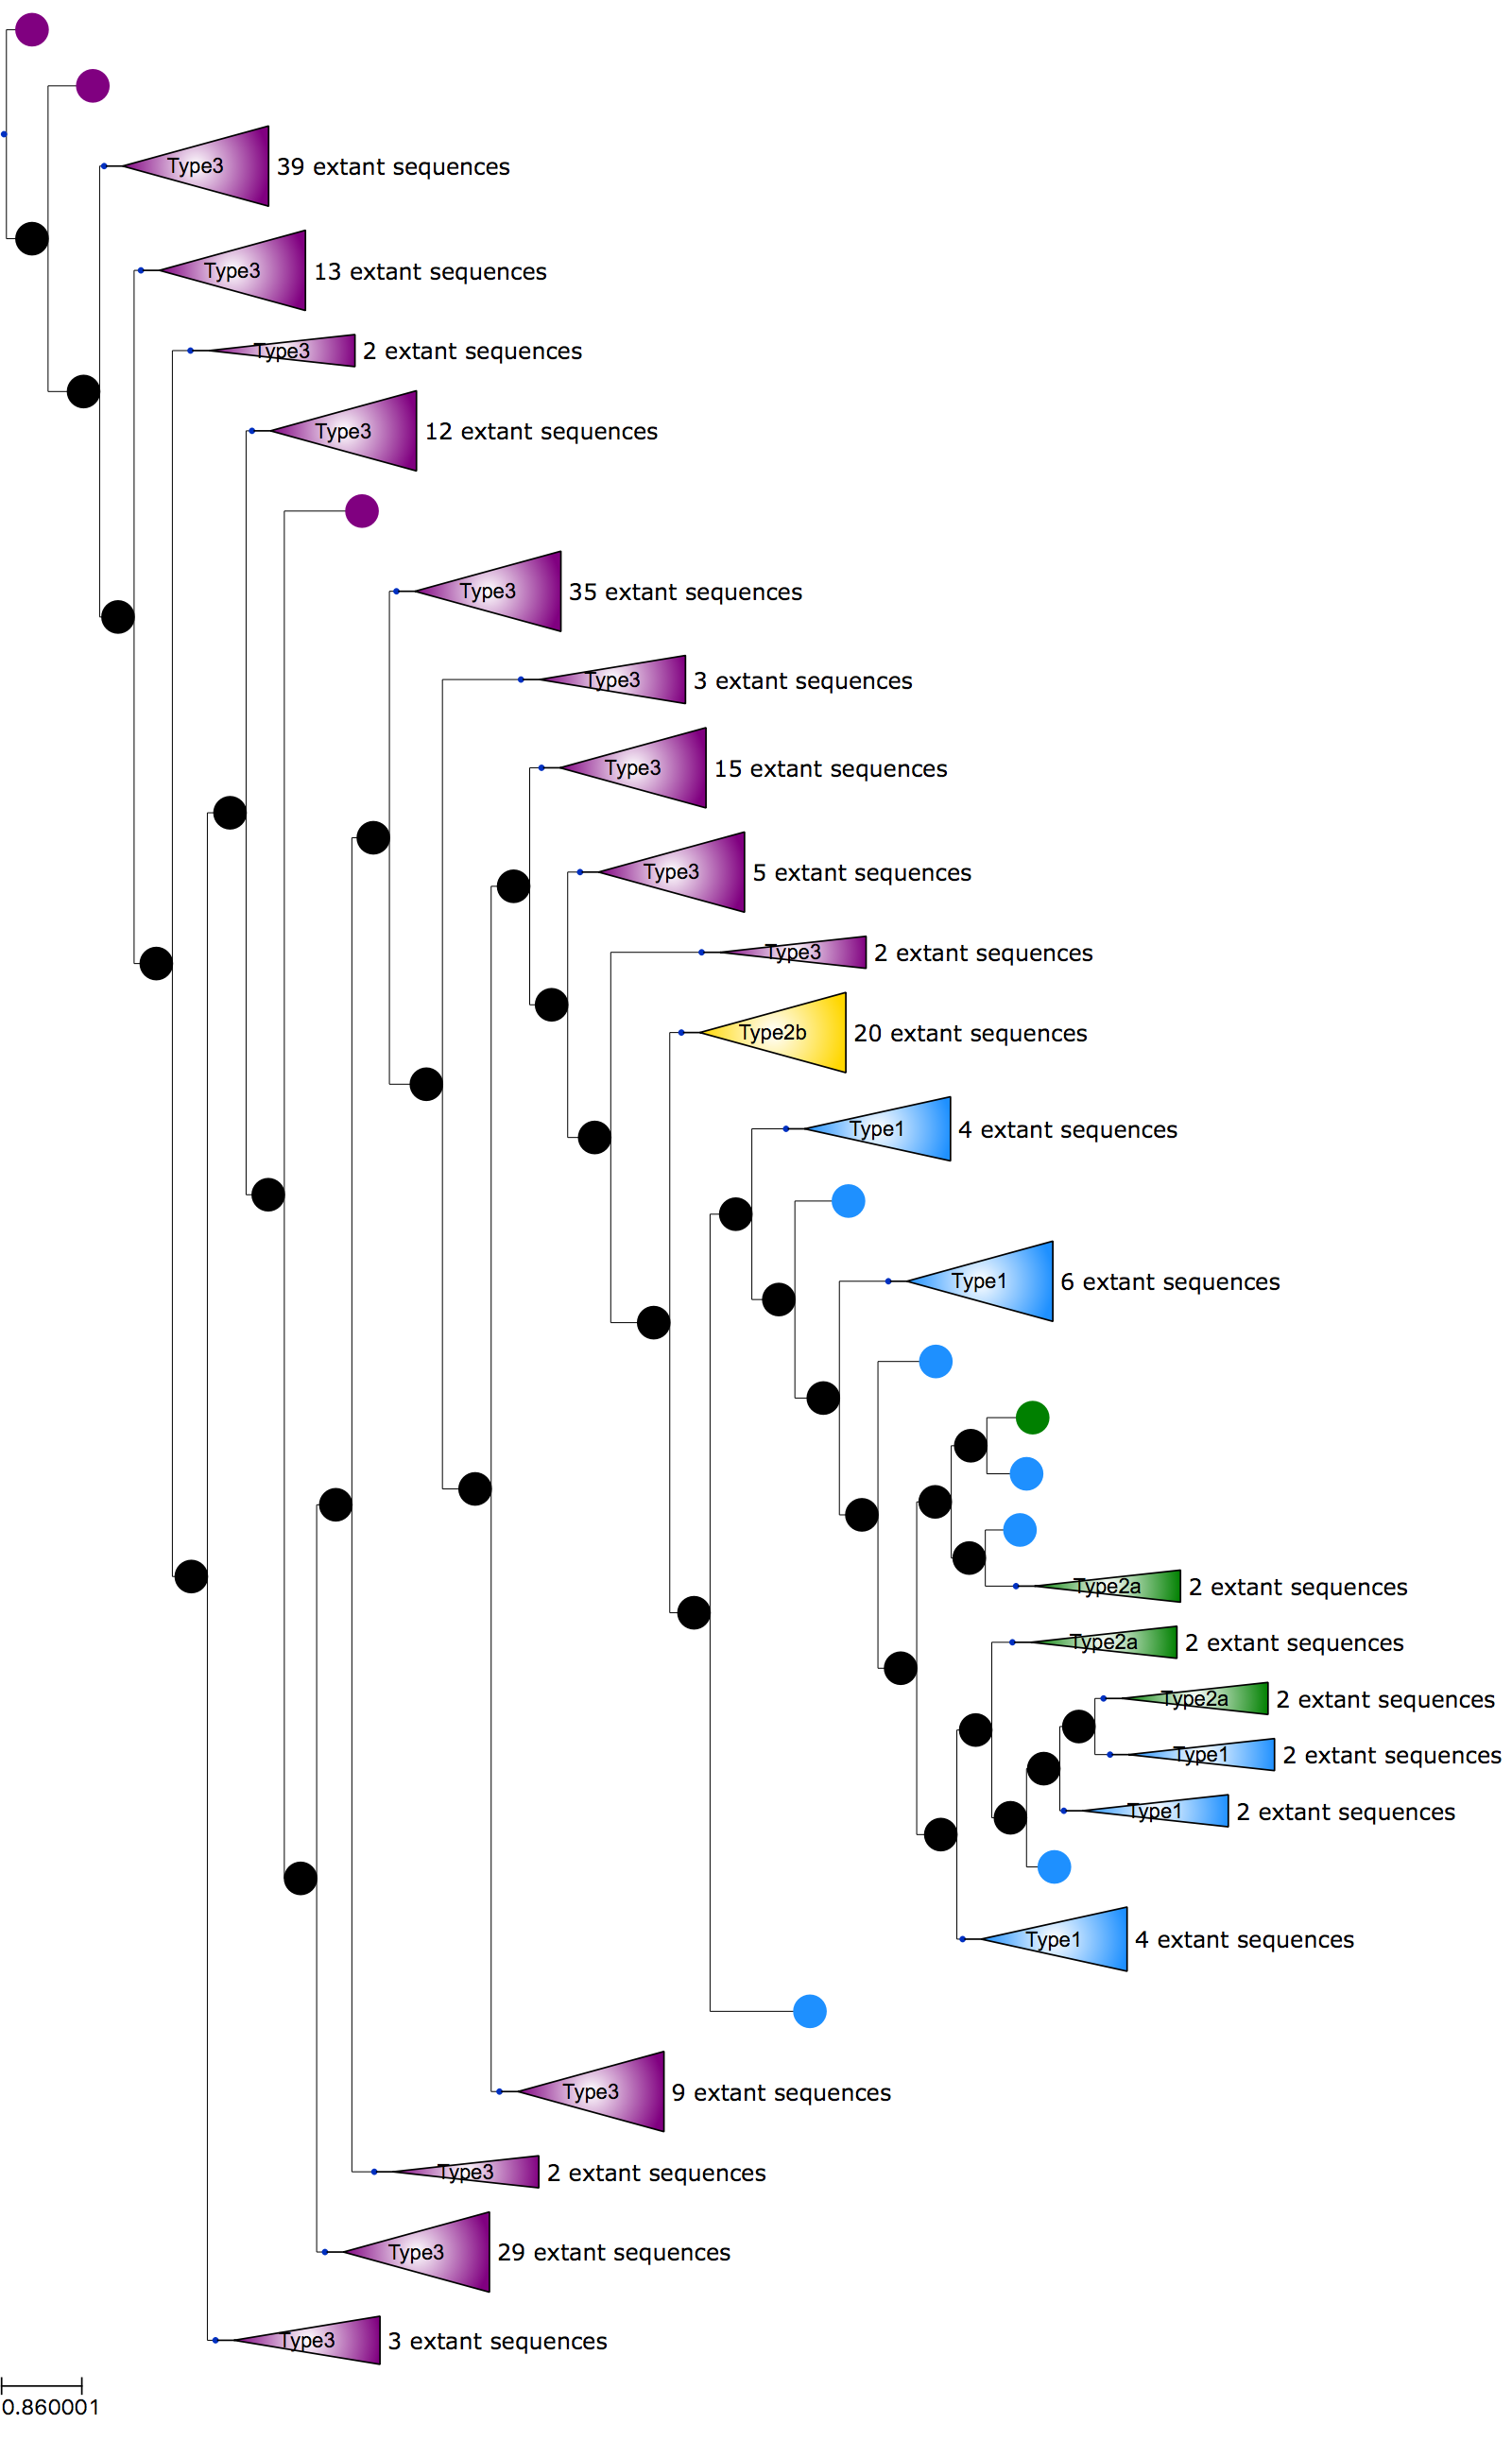 Type3 39 extant sequences
Type3 13 extant sequences
Type3 2 extant sequences
Type3 12 extant sequences
Type3 35 extant sequences
Type3 3 extant sequences
Type3 15 extant sequences
Type3 5 extant sequences
Type3 2 extant sequences
Type2b 20 extant sequences
Type1 4 extant sequences
Type1 6 extant sequences
Type2a 2 extant sequences
Type2a 2 extant sequences
Type2a 2 extant sequences
Type1 2 extant sequences
Type1 2 extant sequences
Type1 4 extant sequences
Type3 9 extant sequences
Type3 2 extant sequences
Type3 29 extant sequences
Type3 3 extant sequences
0.860001